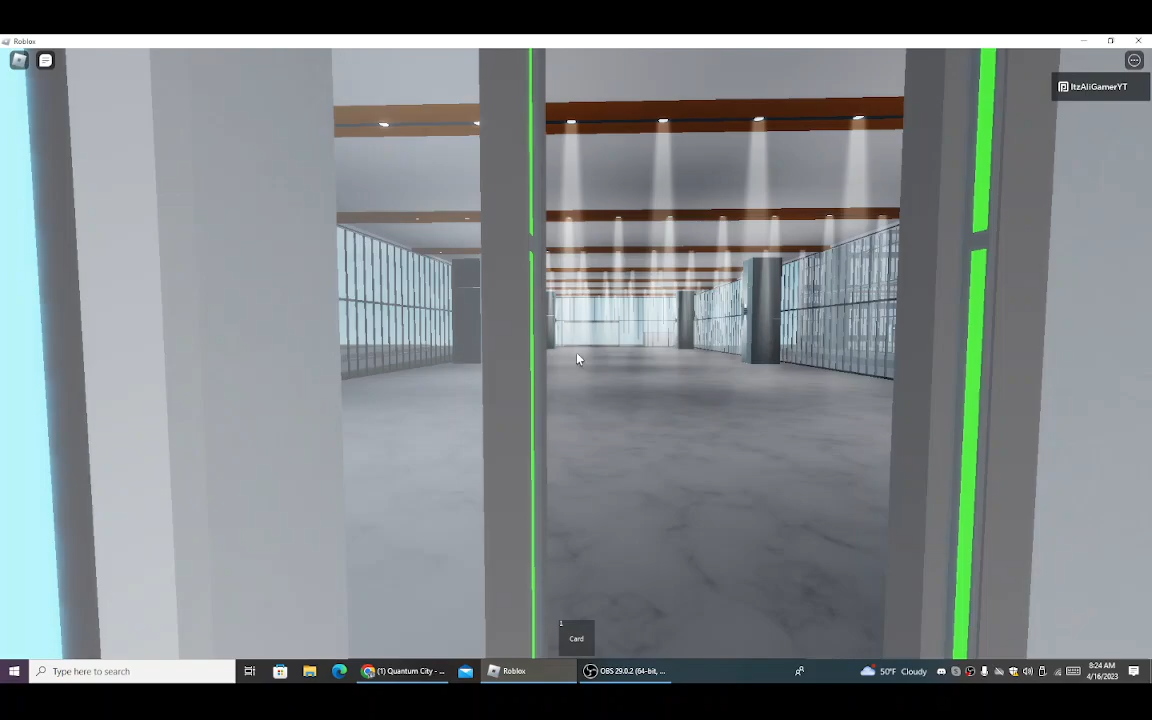 Roblox
ItzAliGamerYT
1
Card
Type here to search
(1) Quantum City - ...
Roblox
OBS 29.0.2 (64-bit, ...
50°F Cloudy
8:24 AM
4/16/2023